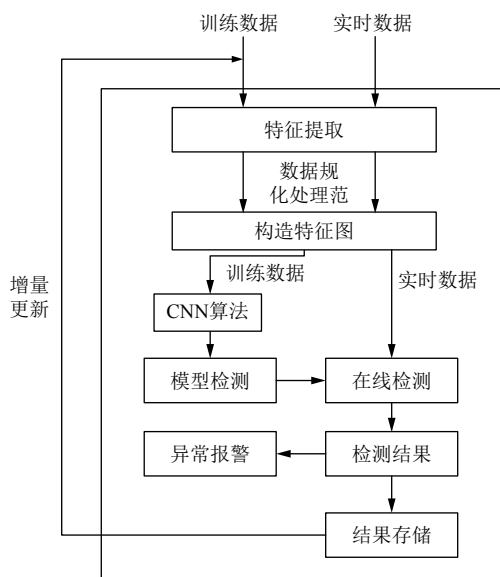 训练数据
实时数据
特征提取
数据规
化处理范
构造特征图
训练数据
实时数据
增量
更新
CNN算法
模型检测
在线检测
异常报警
检测结果
结果存储